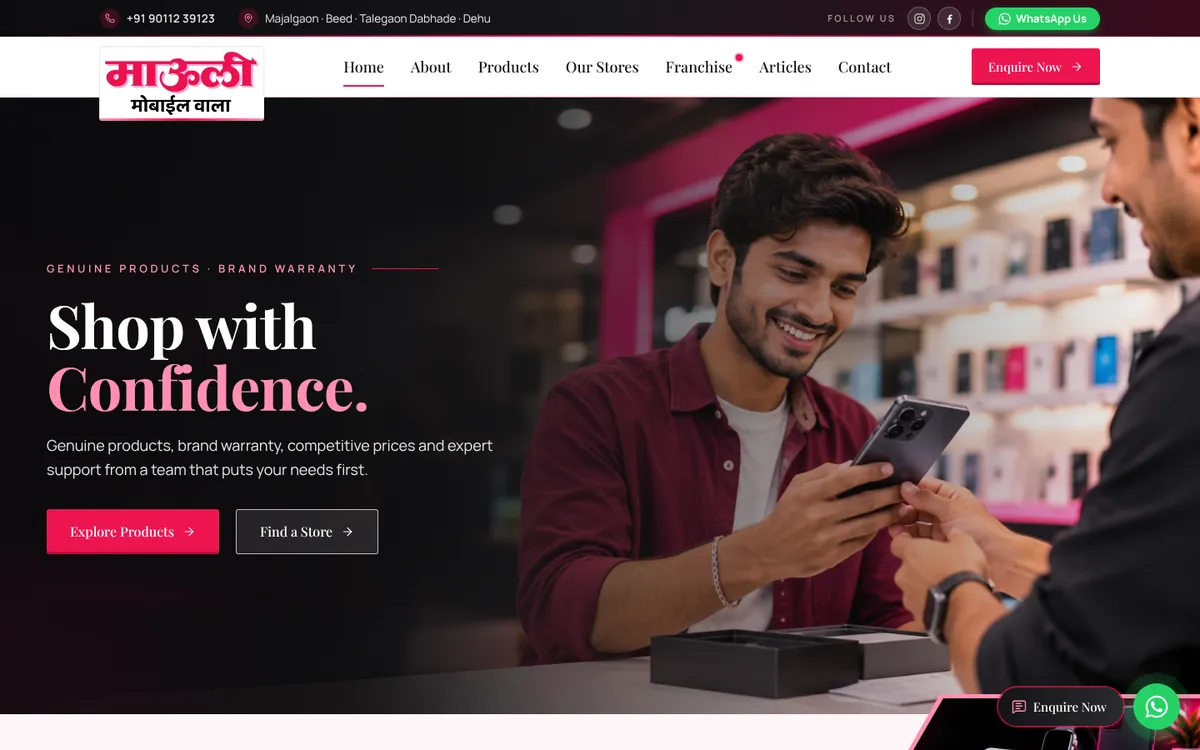 +91 90112 39123
Majalgaon · Beed · Talegaon Dabhade · Dehu
FOLLOW US
WhatsApp Us
माऊली
मोबाईल वाला
Home
About
Products
Our Stores
Franchise
Articles
Contact
Enquire Now
GENUINE PRODUCTS · BRAND WARRANTY
Shop with
Confidence.
Genuine products, brand warranty, competitive prices and expert
support from a team that puts your needs first.
Explore Products
Find a Store
Enquire Now